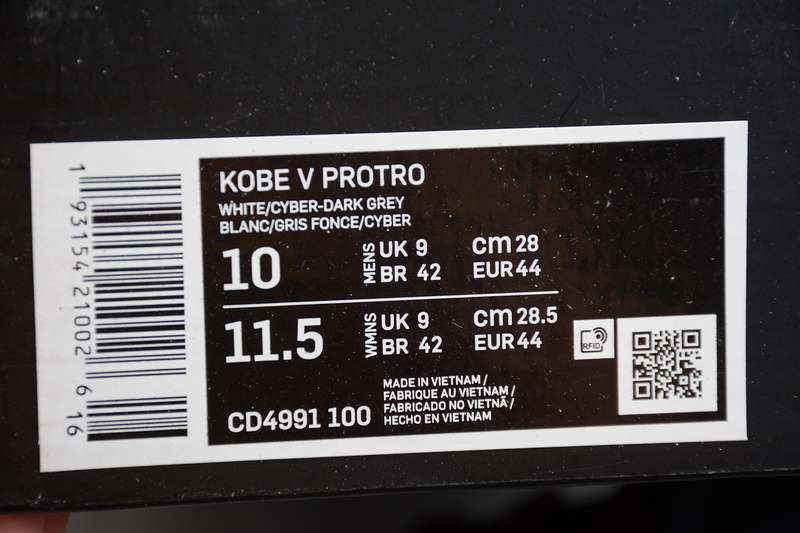 KOBE V PROTRO
WHITE/CYBER-DARK GREY
BLANC/GRIS FONCE/CYBER
10 MENS UK 9 CM 28
BR 42 EUR 44
11.5 WMNS UK 9 CM 28.5
BR 42 EUR 44
RFID
CD4991 100
MADE IN VIETNAM /
FABRIQUE AU VIETNAM /
FABRICADO NO VIETNÃ /
HECHO EN VIETNAM
1 93154 21002 6 16